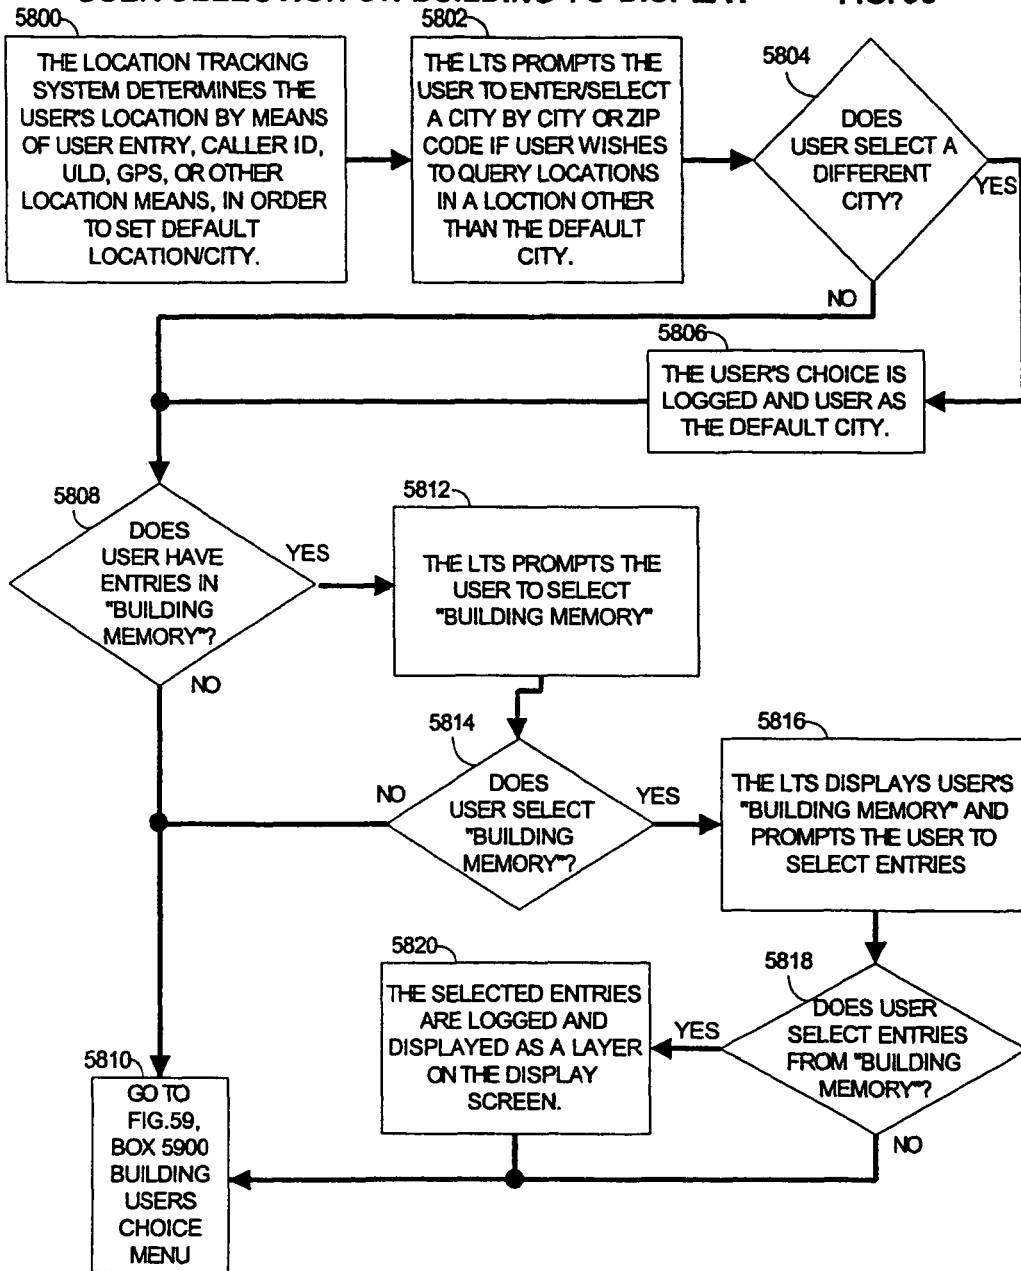 5800
THE LOCATION TRACKING
SYSTEM DETERMINES THE
USER'S LOCATION BY MEANS
OF USER ENTRY, CALLER ID,
ULD, GPS, OR OTHER
LOCATION MEANS, IN ORDER
TO SET DEFAULT
LOCATION/CITY.
5802
THE LTS PROMPTS THE
USER TO ENTER/SELECT
A CITY BY CITY OR ZIP
CODE IF USER WISHES
TO QUERY LOCATIONS
IN A LOCTION OTHER
THAN THE DEFAULT
CITY.
5804
DOES
USER SELECT A
DIFFERENT
CITY?
YES
NO
5806
THE USER'S CHOICE IS
LOGGED AND USER AS
THE DEFAULT CITY.
5808
DOES
USER HAVE
ENTRIES IN
"BUILDING
MEMORY"?
YES
NO
5812
THE LTS PROMPTS THE
USER TO SELECT
"BUILDING MEMORY"
5814
DOES
USER SELECT
"BUILDING
MEMORY"?
NO
YES
5816
THE LTS DISPLAYS USER'S
"BUILDING MEMORY" AND
PROMPTS THE USER TO
SELECT ENTRIES
5818
DOES USER
SELECT ENTRIES
FROM "BUILDING
MEMORY"?
YES
NO
5820
THE SELECTED ENTRIES
ARE LOGGED AND
DISPLAYED AS A LAYER
ON THE DISPLAY
SCREEN.
5810
GO TO
FIG.59,
BOX 5900
BUILDING
USERS
CHOICE
MENU